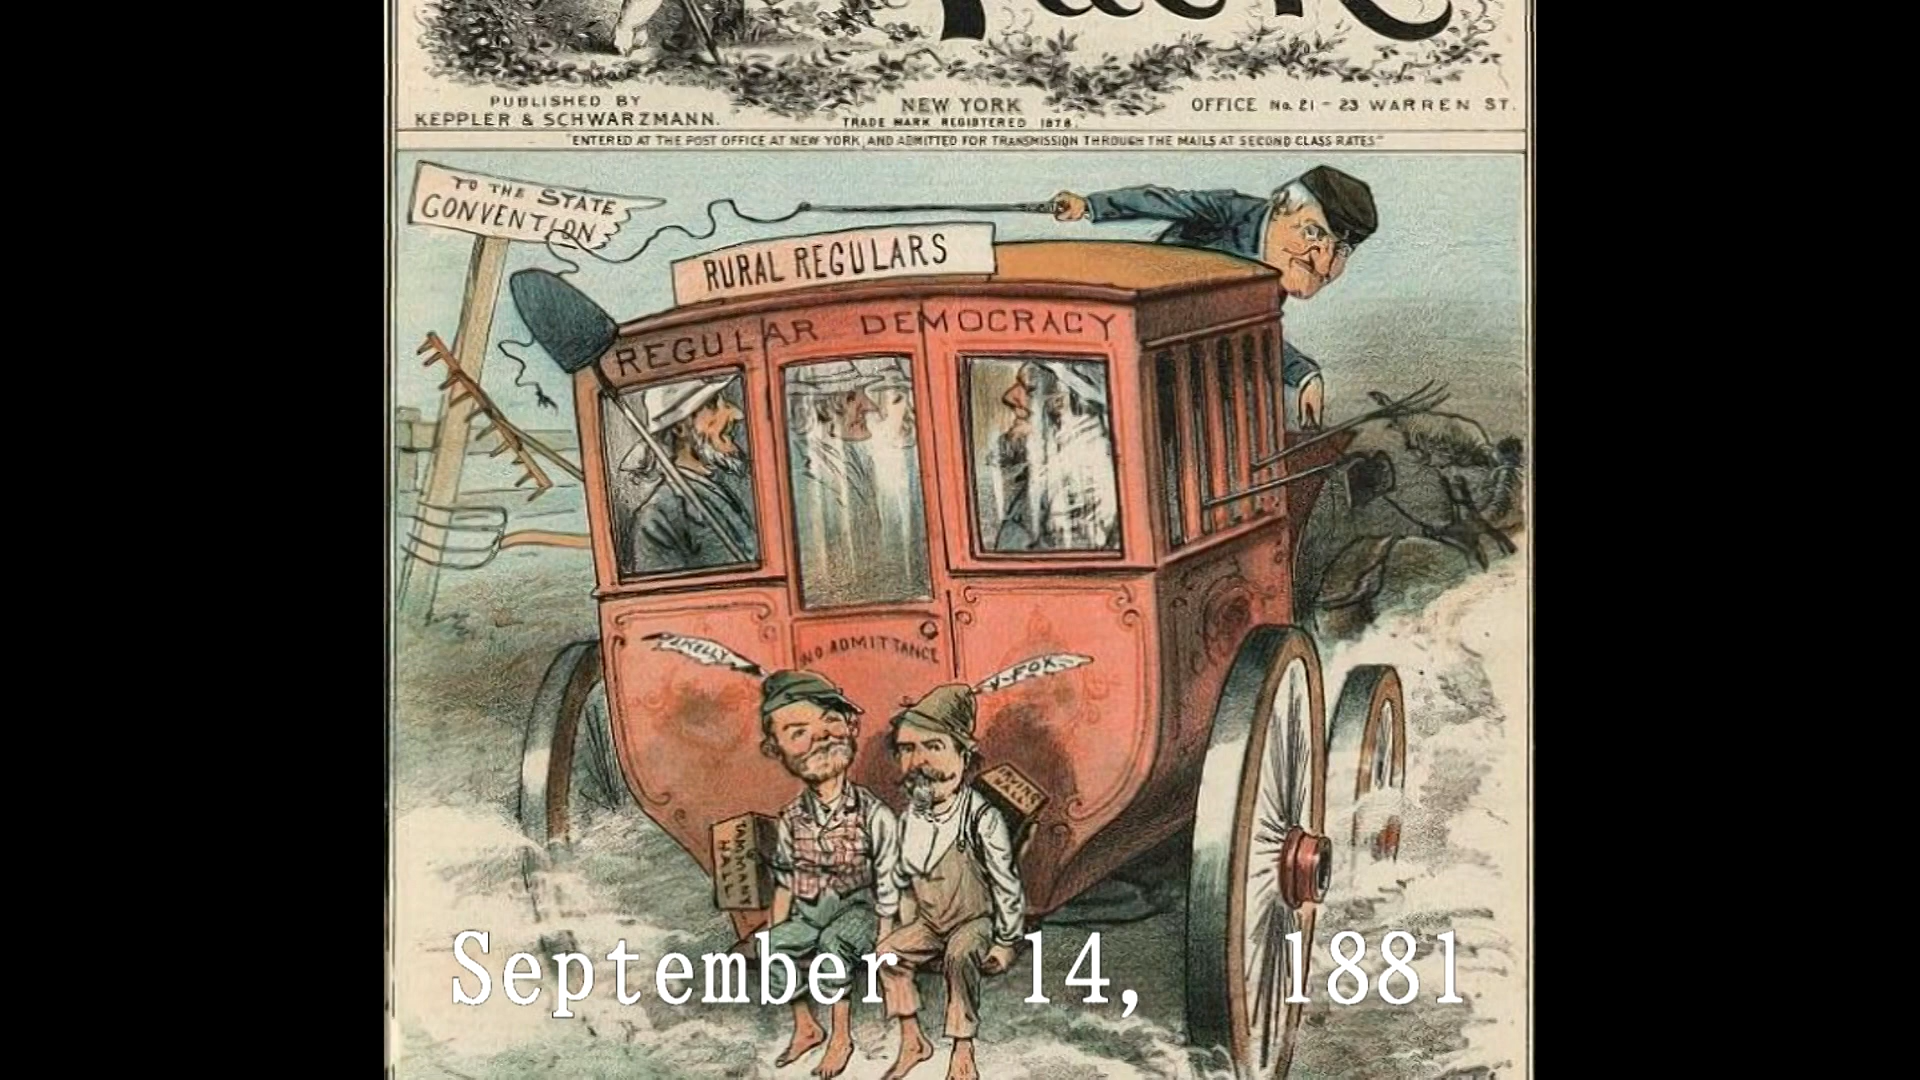 PUBLISHED BY
KEPPLER & SCHWARZMANN.
NEW YORK
TRADE MARK REGISTERED 1878.
OFFICE No. 21 - 23 WARREN ST.
"ENTERED AT THE POST OFFICE AT NEW YORK, AND ADMITTED FOR TRANSMISSION THROUGH THE MAILS AT SECOND CLASS RATES"
TO THE STATE
CONVENTION
RURAL REGULARS
REGULAR DEMOCRACY
NO ADMITTANCE
J. KELLY
Y-FOX
IRVING
HALL
TAMMANY
HALL
September 14, 1881